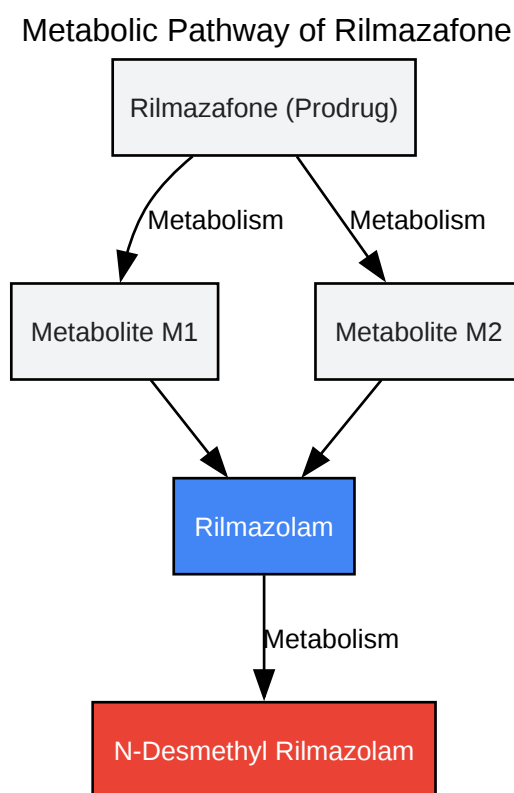 Metabolic Pathway of Rilmazafone
Rilmazafone (Prodrug)
Metabolism
Metabolism
Metabolite M1
Metabolite M2
Rilmazolam
Metabolism
N-Desmethyl Rilmazolam